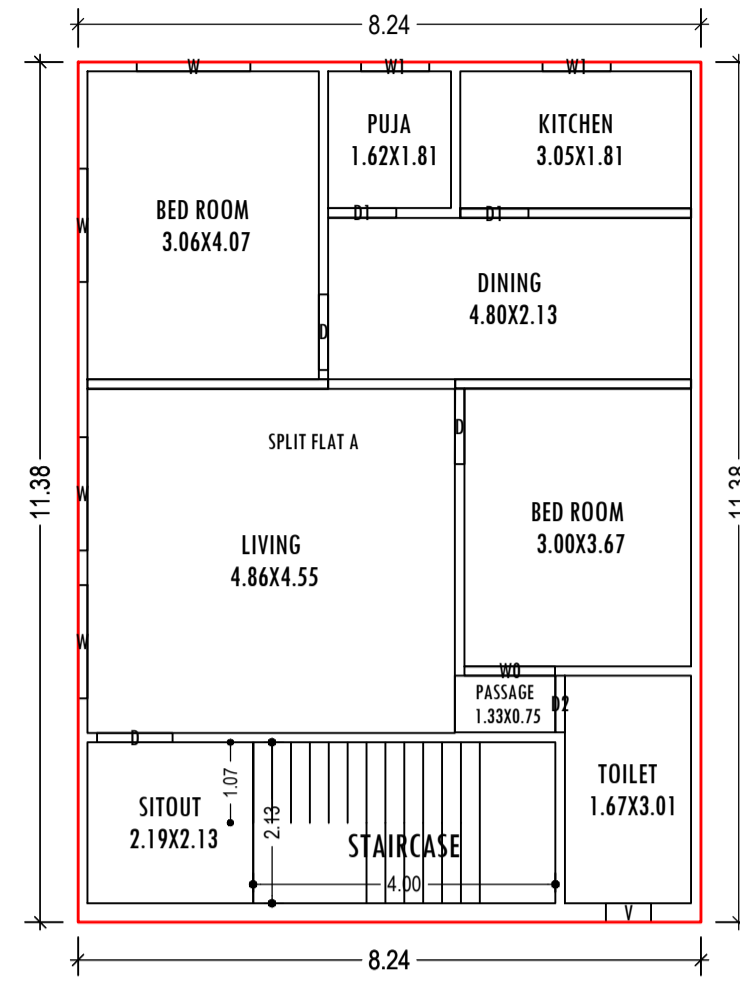 8.24
W
W1
W1
PUJA
1.62X1.81
KITCHEN
3.05X1.81
BED ROOM
3.06X4.07
W
D1
D1
DINING
4.80X2.13
D
SPLIT FLAT A
D
11.38
11.38
W
BED ROOM
3.00X3.67
LIVING
4.86X4.55
W
W0
PASSAGE
1.33X0.75
D2
D
SITOUT
2.19X2.13
1.07
2.13
STAIRCASE
4.00
TOILET
1.67X3.01
V
8.24